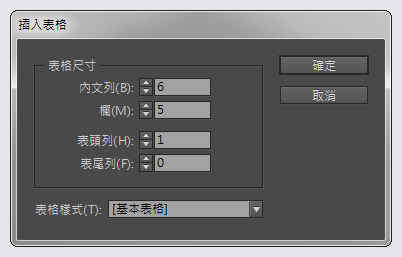 插入表格
表格尺寸
內文列(B): 6
欄(M): 5
表頭列(H): 1
表尾列(F): 0
表格樣式(T): [基本表格]
確定
取消